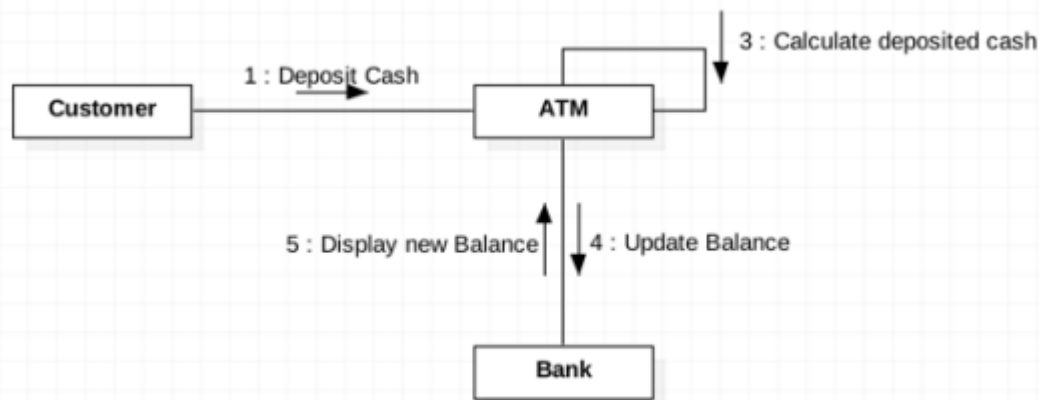 3 : Calculate deposited cash
1 : Deposit Cash
Customer
ATM
5 : Display new Balance
4 : Update Balance
Bank